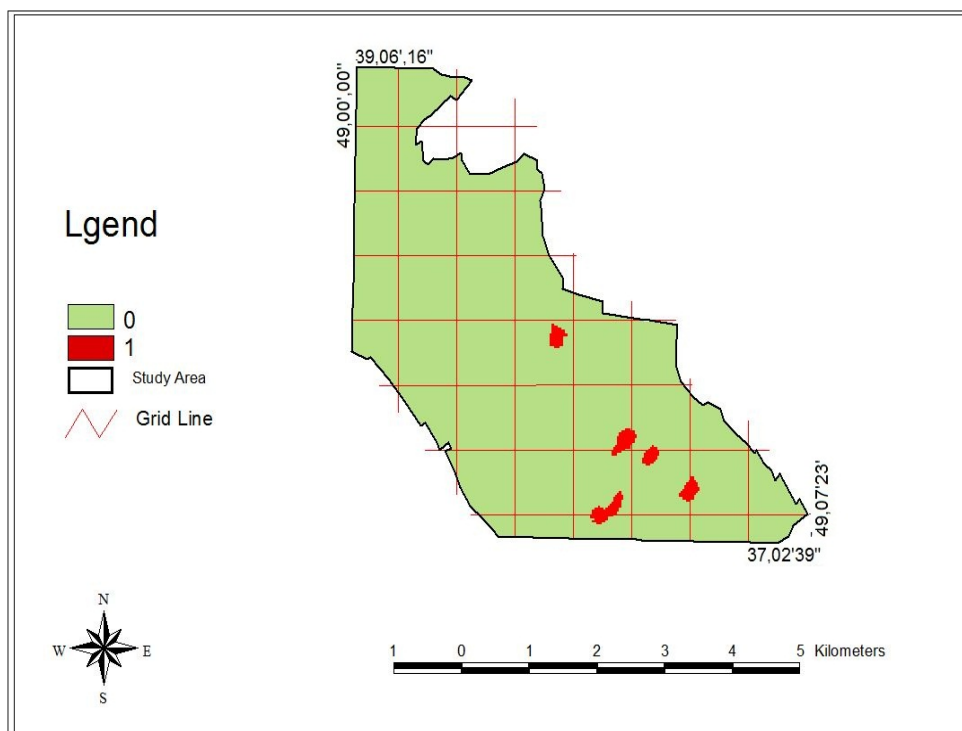 39,06',16"
49,00',00"
Lgend
0
1
Study Area
Grid Line
49,07'23'
37,02'39"
N
W E
S
1 0 1 2 3 4 5 Kilometers